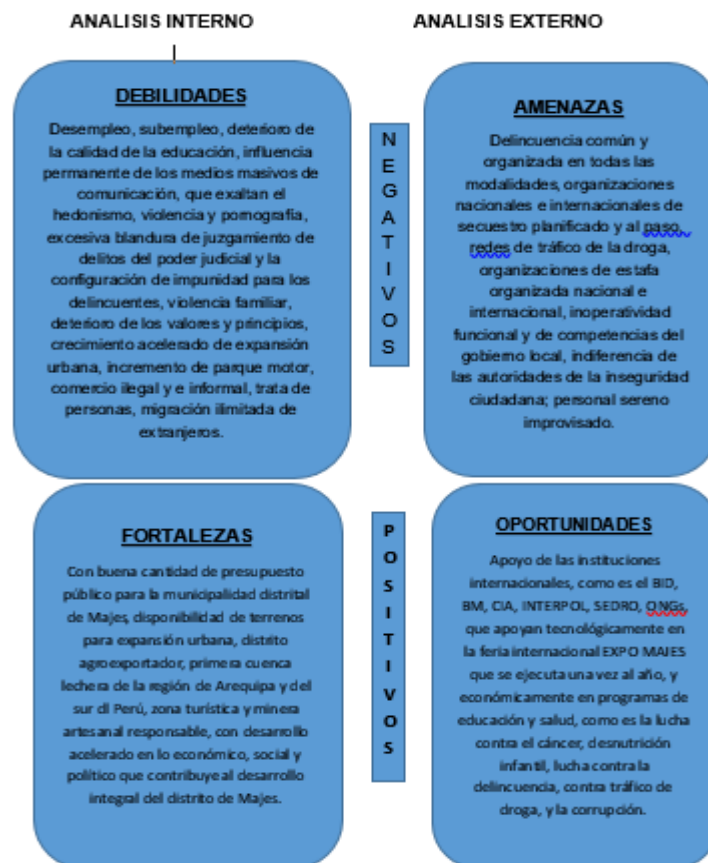 ANALISIS INTERNO
ANALISIS EXTERNO
DEBILIDADES
Desempleo, subempleo, deterioro de
la calidad de la educación, influencia
permanente de los medios masivos de
comunicación, que exaltan el
hedonismo, violencia y pornografía,
excesiva blandura de juzgamiento de
delitos del poder judicial y la
configuración de impunidad para los
delincuentes, violencia familiar,
deterioro de los valores y principios,
crecimiento acelerado de expansión
urbana, incremento de parque motor,
comercio ilegal y e informal, trata de
personas, migración ilimitada de
extranjeros.
NEGATIVOS
AMENAZAS
Delincuencia común y
organizada en todas las
modalidades, organizaciones
nacionales e internacionales de
secuestro planificado y al paso,
redes de tráfico de la droga,
organizaciones de estafa
organizada nacional e
internacional, inoperatividad
funcional y de competencias del
gobierno local, indiferencia de
las autoridades de la inseguridad
ciudadana; personal sereno
improvisado.
FORTALEZAS
Con buena cantidad de presupuesto
público para la municipalidad distrital
de Majes, disponibilidad de terrenos
para expansión urbana, distrito
agroexportador, primera cuenca
lechera de la región de Arequipa y del
sur dl Perú, zona turística y minera
artesanal responsable, con desarrollo
acelerado en lo económico, social y
político que contribuye al desarrollo
integral del distrito de Majes.
POSITIVOS
OPORTUNIDADES
Apoyo de las instituciones
internacionales, como es el BID,
BM, CIA, INTERPOL, SEDRO, ONGs,
que apoyan tecnológicamente en
la feria internacional EXPO MAJES
que se ejecuta una vez al año, y
económicamente en programas de
educación y salud, como es la lucha
contra el cáncer, desnutrición
infantil, lucha contra la
delincuencia, contra tráfico de
droga, y la corrupción.